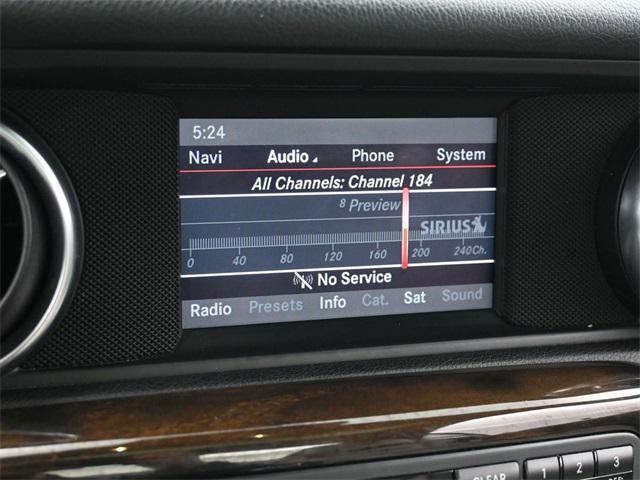 5:24
Navi Audio Phone System
All Channels: Channel 184
8 Preview
SIRIUS
0 40 80 120 160 200 240Ch.
No Service
Radio Presets Info Cat. Sat Sound
CLEAR 1 2 3